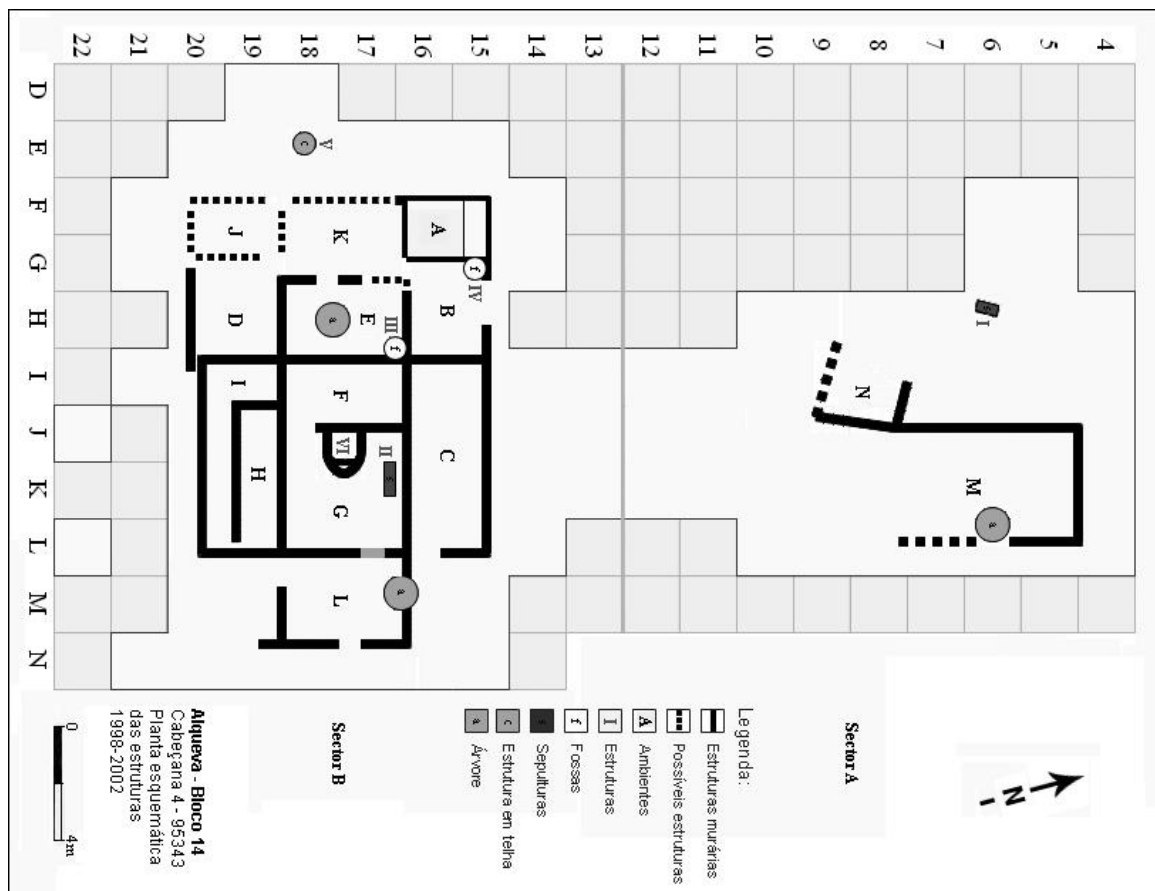 22 21 20 19 18 17 16 15 14 13 12 11 10 9 8 7 6 5 4
D
E
F
G
H
I
J
K
L
M
N
c V
A
J K
f
IV
B
D E
a
III
f
I
F
VI
II
s
C
H
G
L
a
I
N
M
a
Legenda:
Estruturas murárias
Possíveis estruturas
A Ambientes
I Estruturas
f Fossas
s Sepulturas
c Estrutura em telha
a Árvore
Sector A
Sector B
N
Alqueva - Bloco 14
Cabeçana 4 - 95343
Planta esquemática
das estruturas
1998-2002
0 4m